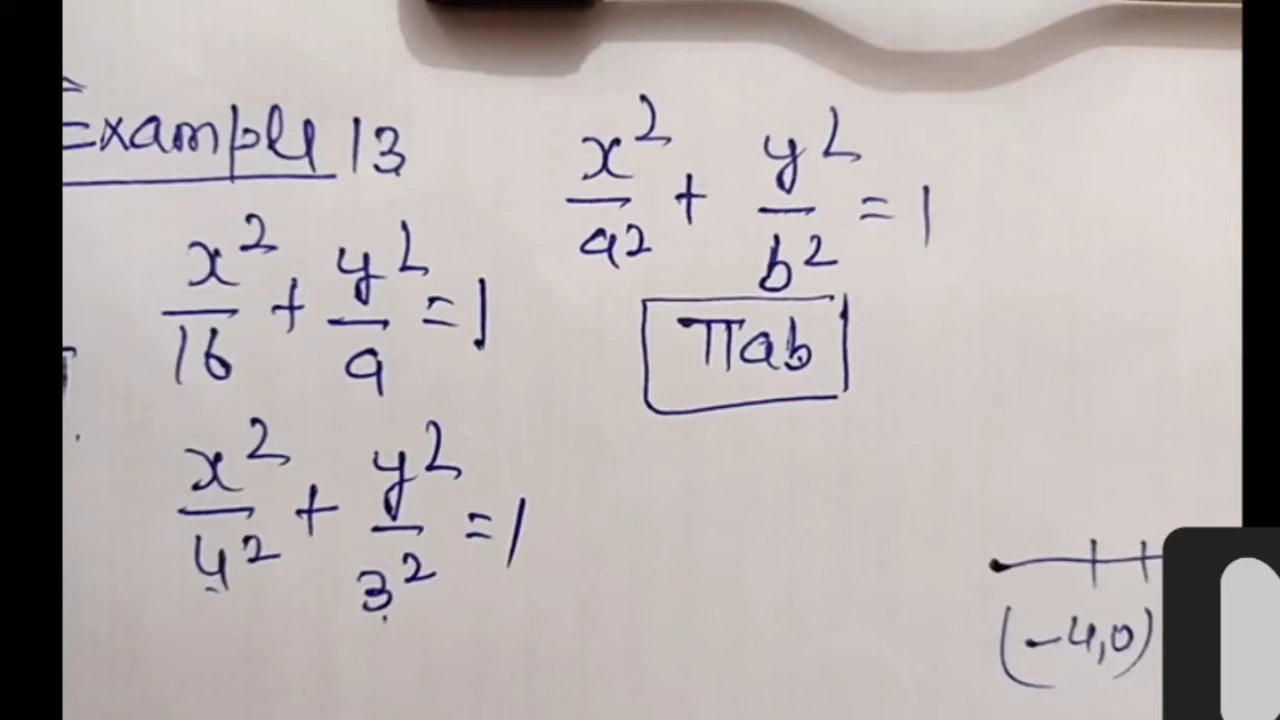 Example 13
x²/16 + y²/9 = 1
x²/4² + y²/3² = 1
x²/a² + y²/b² = 1
πab
(-4,0)